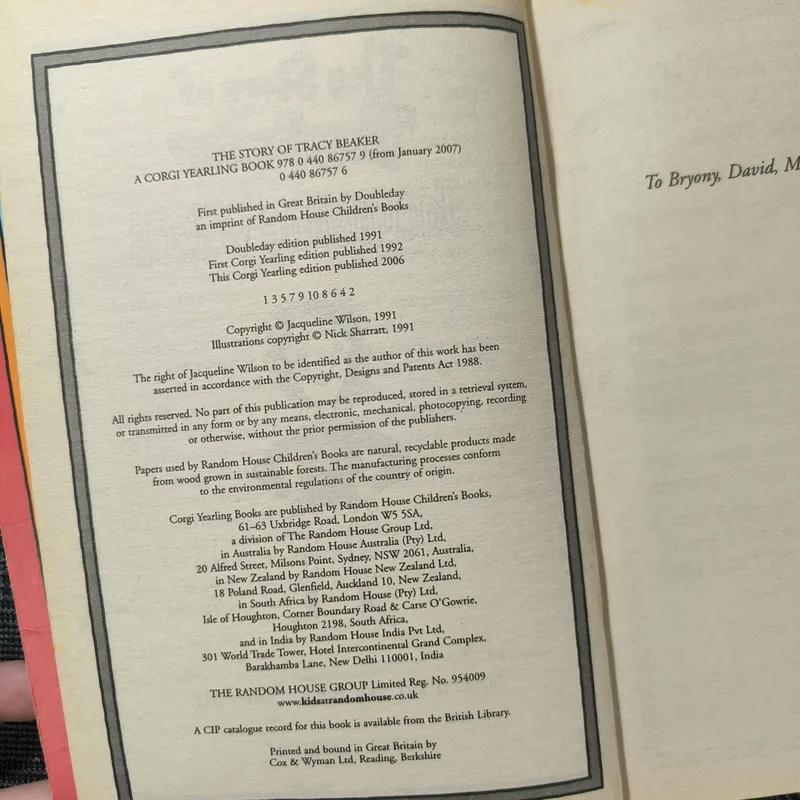 THE STORY OF TRACY BEAKER
A CORGI YEARLING BOOK 978 0 440 86757 9 (from January 2007)
0 440 86757 6
First published in Great Britain by Doubleday
an imprint of Random House Children's Books
Doubleday edition published 1991
First Corgi Yearling edition published 1992
This Corgi Yearling edition published 2006
1 3 5 7 9 10 8 6 4 2
Copyright © Jacqueline Wilson, 1991
Illustrations copyright © Nick Sharratt, 1991
The right of Jacqueline Wilson to be identified as the author of this work has been
asserted in accordance with the Copyright, Designs and Patents Act 1988.
All rights reserved. No part of this publication may be reproduced, stored in a retrieval system,
or transmitted in any form or by any means, electronic, mechanical, photocopying, recording
or otherwise, without the prior permission of the publishers.
Papers used by Random House Children's Books are natural, recyclable products made
from wood grown in sustainable forests. The manufacturing processes conform
to the environmental regulations of the country of origin.
Corgi Yearling Books are published by Random House Children's Books,
61–63 Uxbridge Road, London W5 5SA,
a division of The Random House Group Ltd,
in Australia by Random House Australia (Pty) Ltd,
20 Alfred Street, Milsons Point, Sydney, NSW 2061, Australia,
in New Zealand by Random House New Zealand Ltd,
18 Poland Road, Glenfield, Auckland 10, New Zealand,
in South Africa by Random House (Pty) Ltd,
Isle of Houghton, Corner Boundary Road & Carse O'Gowrie,
Houghton 2198, South Africa,
and in India by Random House India Pvt Ltd,
301 World Trade Tower, Hotel Intercontinental Grand Complex,
Barakhamba Lane, New Delhi 110001, India
THE RANDOM HOUSE GROUP Limited Reg. No. 954009
www.kidsatrandomhouse.co.uk
A CIP catalogue record for this book is available from the British Library.
Printed and bound in Great Britain by
Cox & Wyman Ltd, Reading, Berkshire
To Bryony, David, M